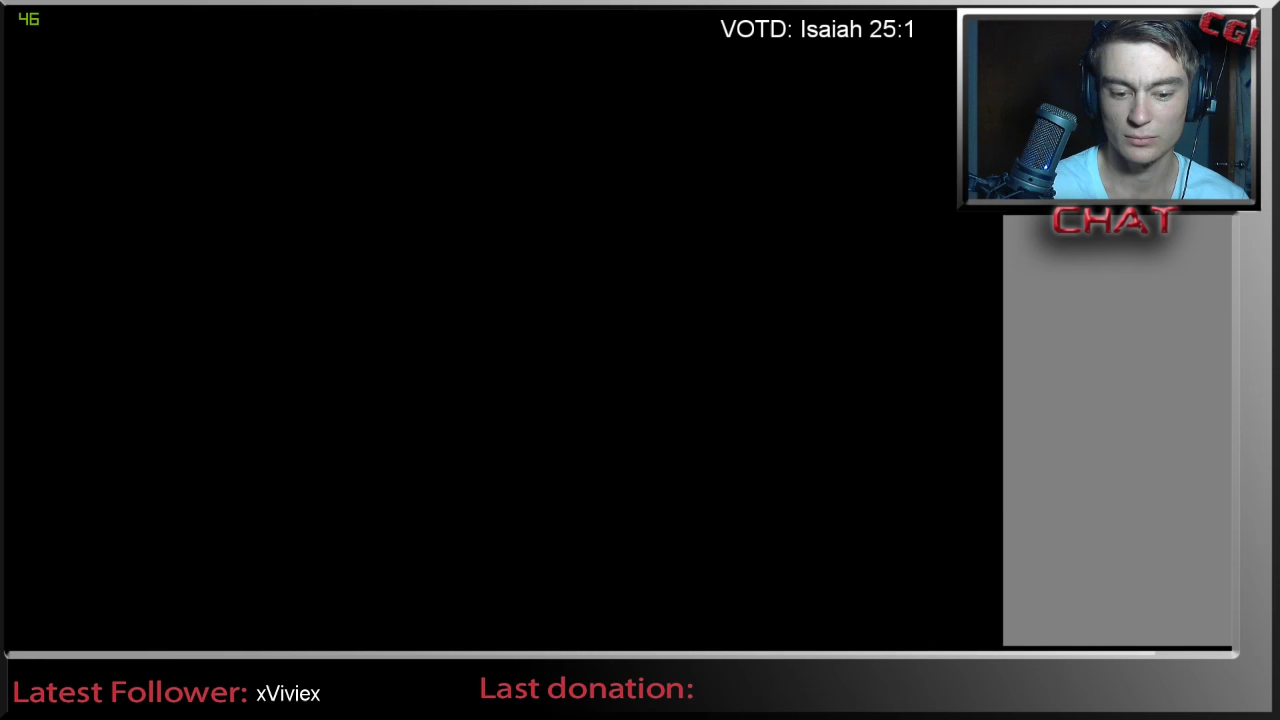 46
VOTD: Isaiah 25:1
CGI
CHAT
Latest Follower: xViviex
Last donation: